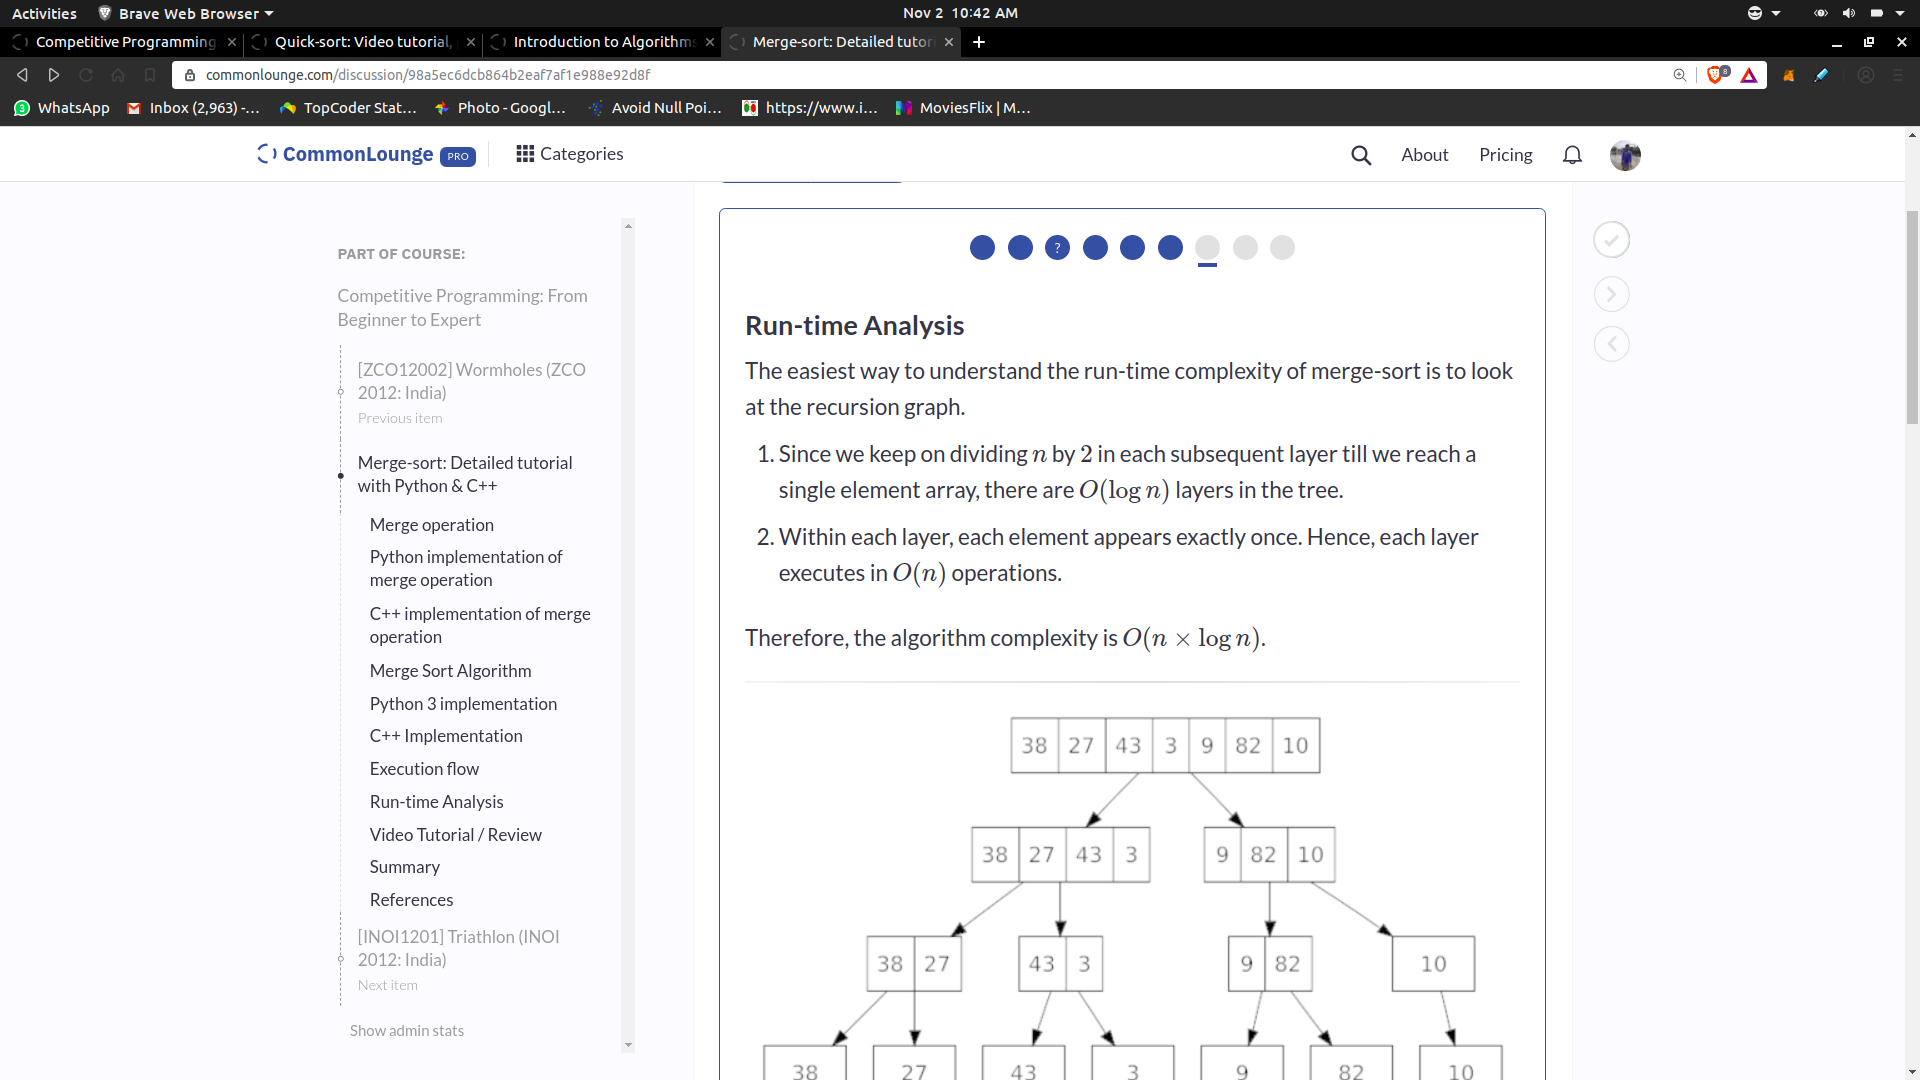 Activities
Brave Web Browser
Nov 2 10:42 AM
Competitive Programming
Quick-sort: Video tutorial,
Introduction to Algorithms
Merge-sort: Detailed tutori
commonlounge.com/discussion/98a5ec6dcb864b2eaf7af1e988e92d8f
8
3
WhatsApp
Inbox (2,963) -...
TopCoder Stat...
Photo - Googl...
Avoid Null Poi...
https://www.i...
MoviesFlix | M...
CommonLounge PRO
Categories
About
Pricing
PART OF COURSE:
Competitive Programming: From
Beginner to Expert
[ZCO12002] Wormholes (ZCO
2012: India)
Previous item
Merge-sort: Detailed tutorial
with Python & C++
Merge operation
Python implementation of
merge operation
C++ implementation of merge
operation
Merge Sort Algorithm
Python 3 implementation
C++ Implementation
Execution flow
Run-time Analysis
Video Tutorial / Review
Summary
References
[INOI1201] Triathlon (INOI
2012: India)
Next item
Show admin stats
?
Run-time Analysis
The easiest way to understand the run-time complexity of merge-sort is to look
at the recursion graph.
1. Since we keep on dividing n by 2 in each subsequent layer till we reach a
single element array, there are O(log n) layers in the tree.
2. Within each layer, each element appears exactly once. Hence, each layer
executes in O(n) operations.
Therefore, the algorithm complexity is O(n × log n).
38 27 43 3 9 82 10
38 27 43 3 9 82 10
38 27 43 3 9 82 10
38 27 43 3 9 82 10